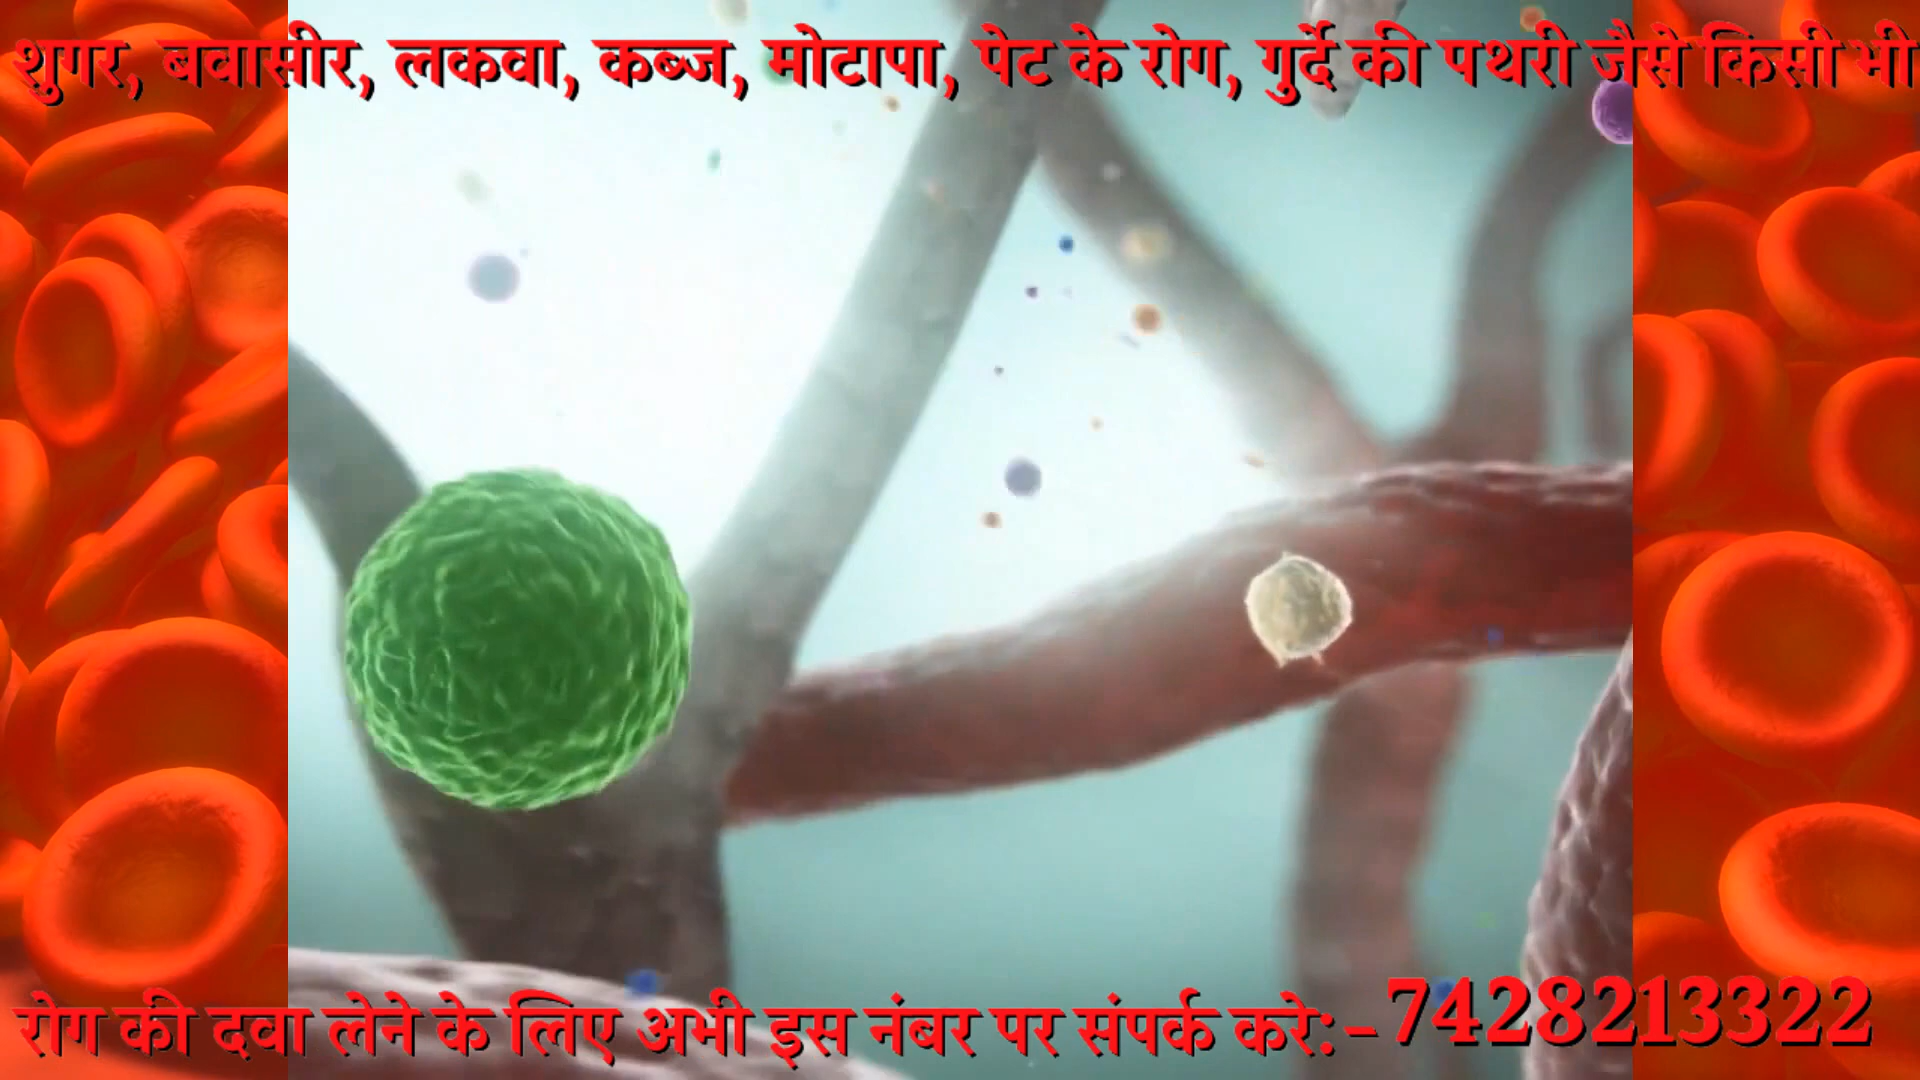 शुगर, बवासीर, लकवा, कब्ज, मोटापा, पेट के रोग, गुर्दे की पथरी जैसे किसी भी
रोग की दवा लेने के लिए अभी इस नंबर पर संपर्क करे:-7428213322